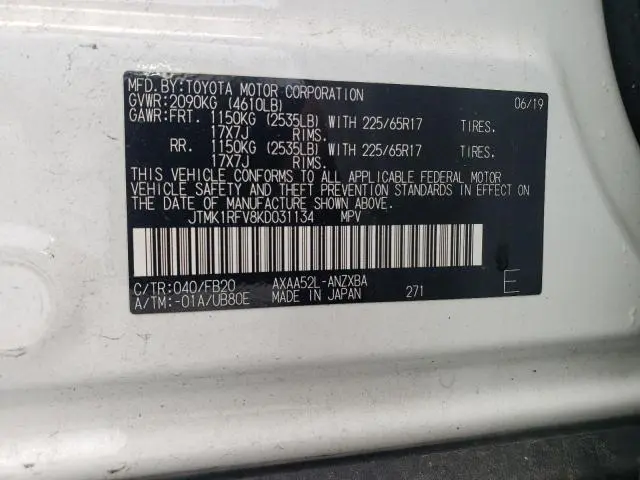 MFD.BY:TOYOTA MOTOR CORPORATION 06/19
GVWR:2090KG (4610LB)
GAWR:FRT. 1150KG (2535LB) WITH 225/65R17 TIRES.
17X7J RIMS.
RR. 1150KG (2535LB) WITH 225/65R17 TIRES.
17X7J RIMS.
THIS VEHICLE CONFORMS TO ALL APPLICABLE FEDERAL MOTOR
VEHICLE SAFETY AND THEFT PREVENTION STANDARDS IN EFFECT ON
THE DATE OF MANUFACTURE SHOWN ABOVE.
JTMK1RFV8KD031134 MPV
C/TR:040/FB20 AXAA52L-ANZXBA
A/TM:-01A/UB80E MADE IN JAPAN 271 E